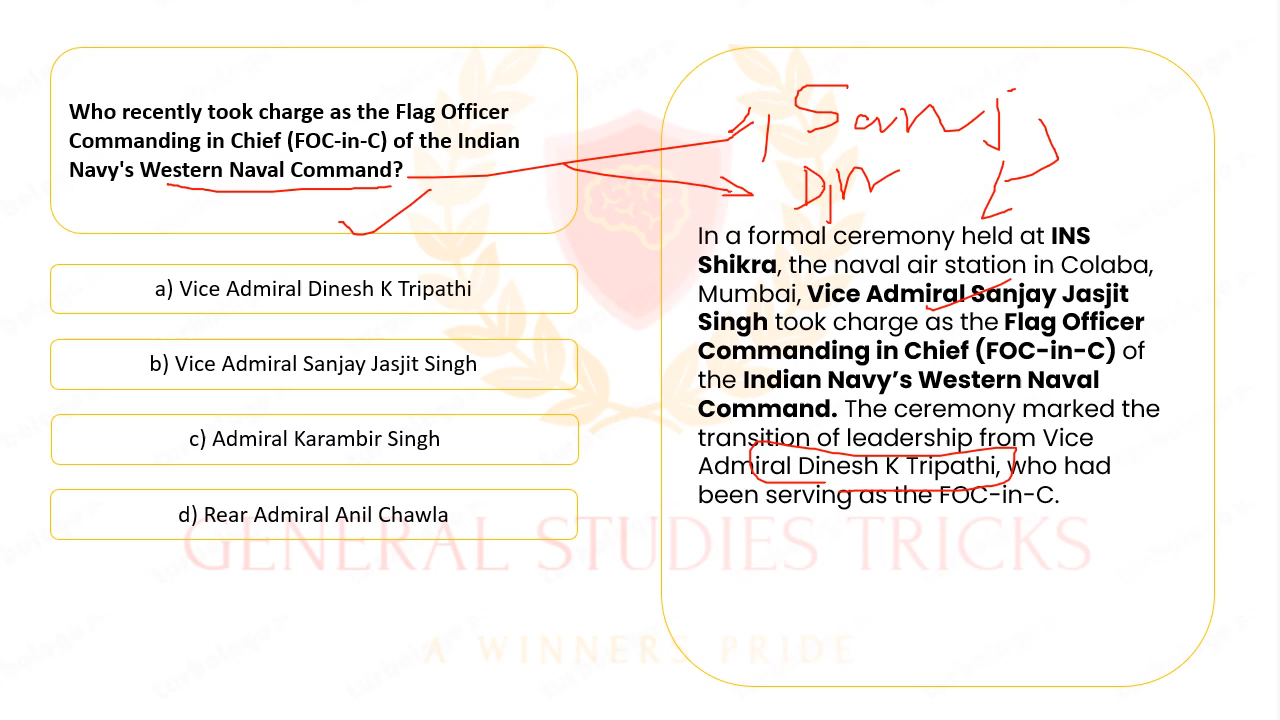 Who recently took charge as the Flag Officer
Commanding in Chief (FOC-in-C) of the Indian
Navy's Western Naval Command?
a) Vice Admiral Dinesh K Tripathi
b) Vice Admiral Sanjay Jasjit Singh
c) Admiral Karambir Singh
d) Rear Admiral Anil Chawla
Sanj
In a formal ceremony held at INS
Shikra, the naval air station in Colaba,
Mumbai, Vice Admiral Sanjay Jasjit
Singh took charge as the Flag Officer
Commanding in Chief (FOC-in-C) of
the Indian Navy’s Western Naval
Command. The ceremony marked the
transition of leadership from Vice
Admiral Dinesh K Tripathi, who had
been serving as the FOC-in-C.
GENERAL STUDIES TRICKS
A WINNERS PRIDE